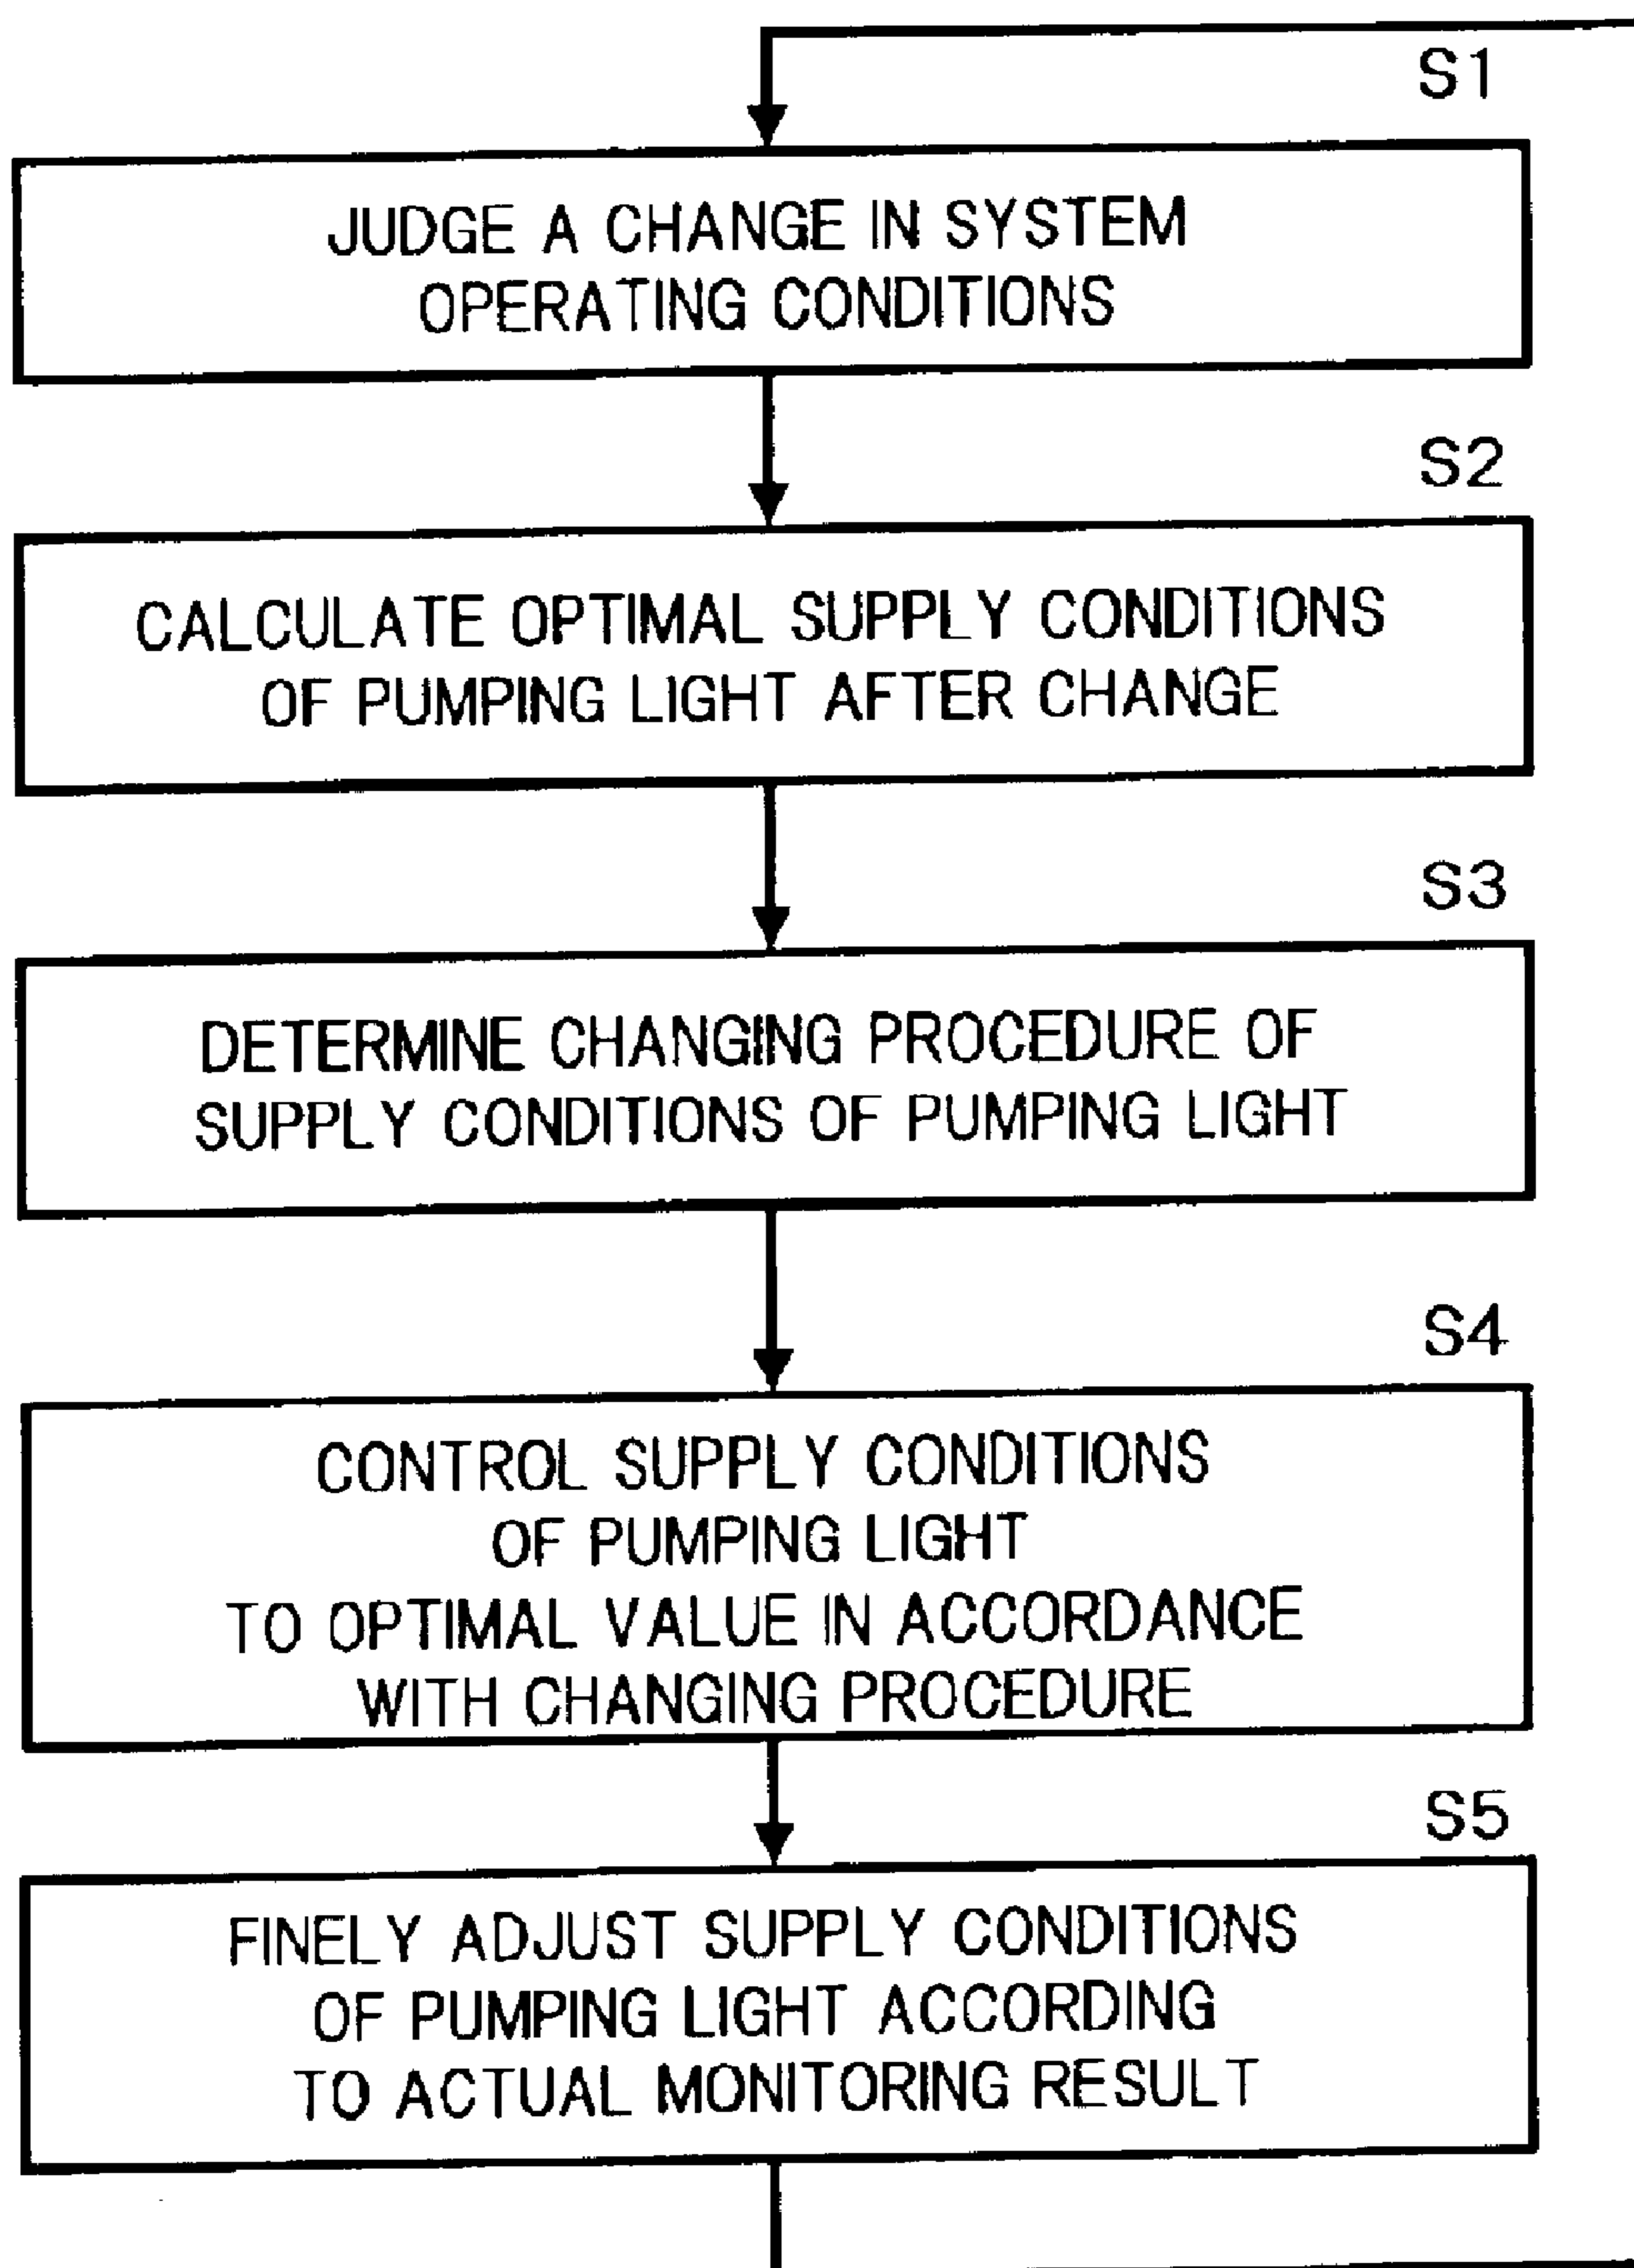 S1
JUDGE A CHANGE IN SYSTEM
OPERATING CONDITIONS
S2
CALCULATE OPTIMAL SUPPLY CONDITIONS
OF PUMPING LIGHT AFTER CHANGE
S3
DETERMINE CHANGING PROCEDURE OF
SUPPLY CONDITIONS OF PUMPING LIGHT
S4
CONTROL SUPPLY CONDITIONS
OF PUMPING LIGHT
TO OPTIMAL VALUE IN ACCORDANCE
WITH CHANGING PROCEDURE
S5
FINELY ADJUST SUPPLY CONDITIONS
OF PUMPING LIGHT ACCORDING
TO ACTUAL MONITORING RESULT